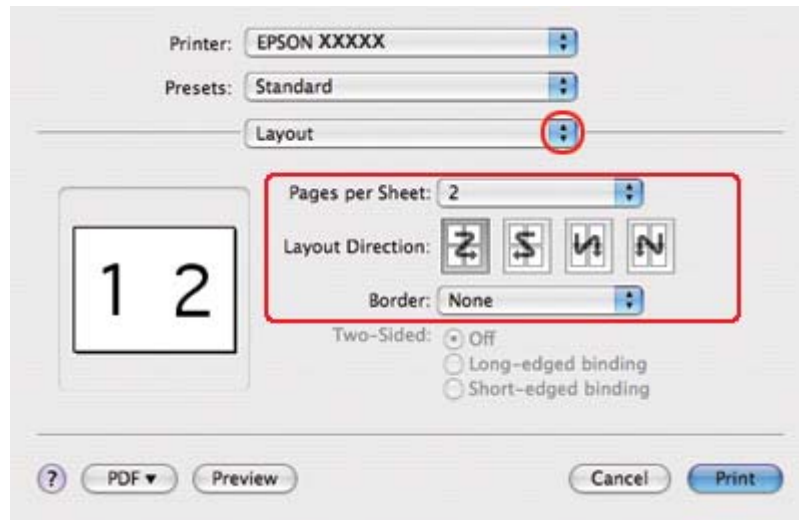 Printer: EPSON XXXXX
Presets: Standard
Layout
Pages per Sheet: 2
Layout Direction:
1 2
Border: None
Two-Sided: Off
Long-edged binding
Short-edged binding
? PDF▼ Preview Cancel Print